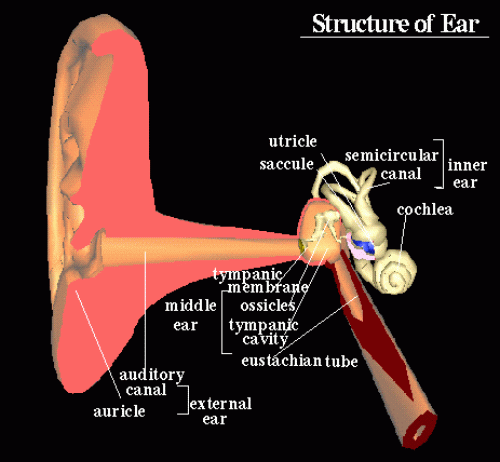 Structure of Ear
utricle
saccule
semicircular
canal
inner
ear
cochlea
tympanic
membrane
middle
ear
ossicles
tympanic
cavity
eustachian tube
auditory
canal
auricle
external
ear